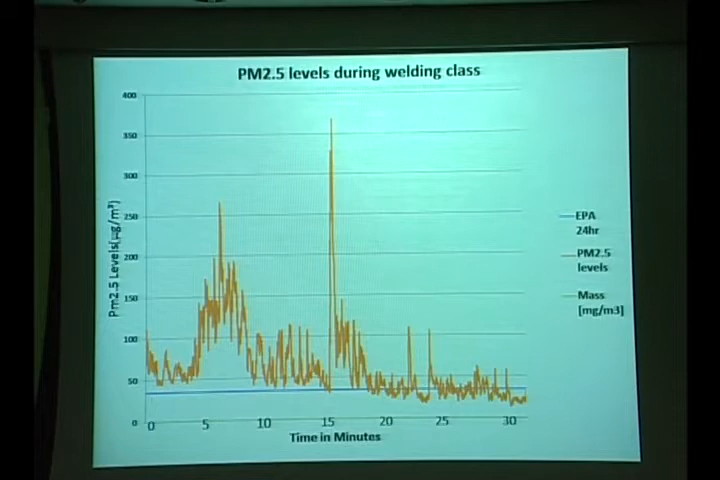 PM2.5 levels during welding class
400
350
300
250
200
150
100
50
0
Pm2.5 Levels(µg/m³)
0 5 10 15 20 25 30
Time in Minutes
EPA
24hr
PM2.5
levels
Mass
[mg/m3]